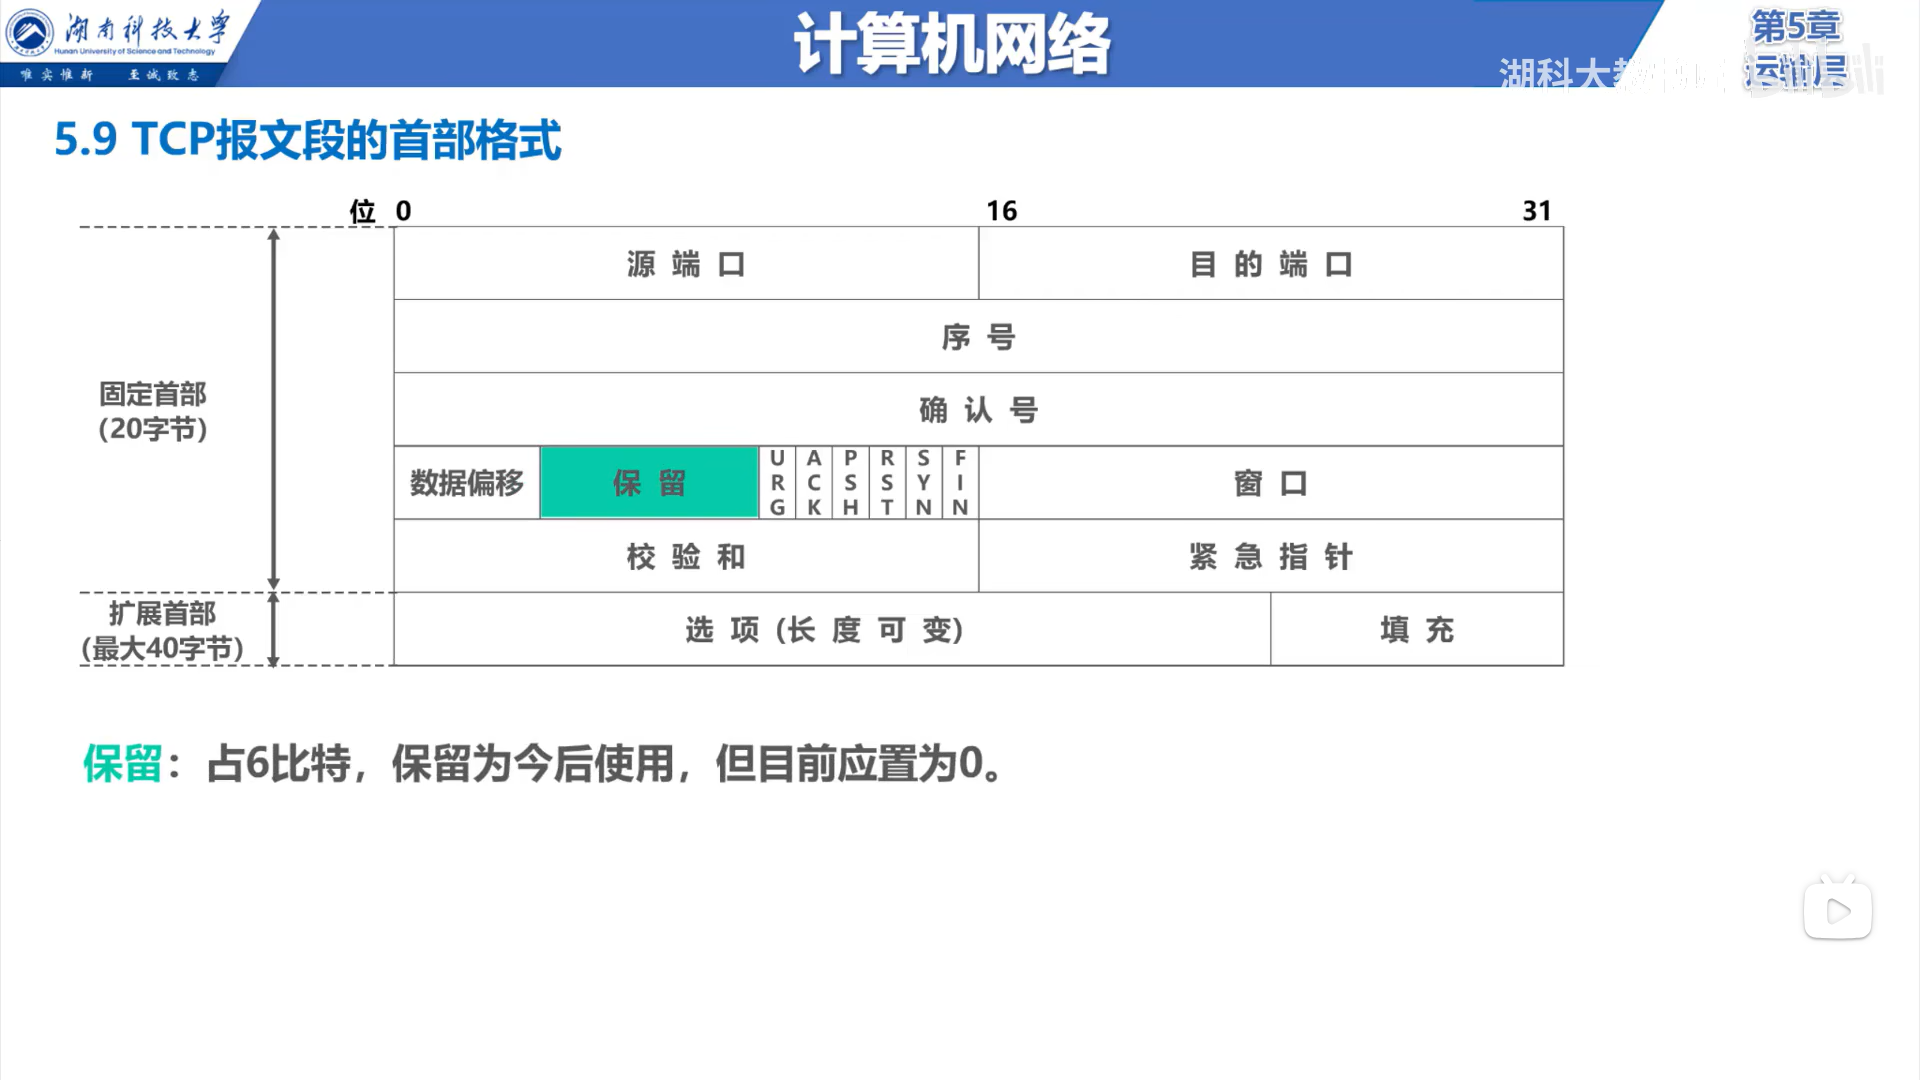 湖南科技大学
Hunan University of Science and Technology
唯实惟新 至诚致志
计算机网络
第5章
运输层
湖科大教
5.9 TCP报文段的首部格式
位 0 16 31
源端口 目的端口
序号
确认号
固定首部
(20字节)
数据偏移 保留 URG ACK PSH RST SYN FIN 窗口
校验和 紧急指针
扩展首部
(最大40字节)
选项(长度可变) 填充
保留：占6比特，保留为今后使用，但目前应置为0。